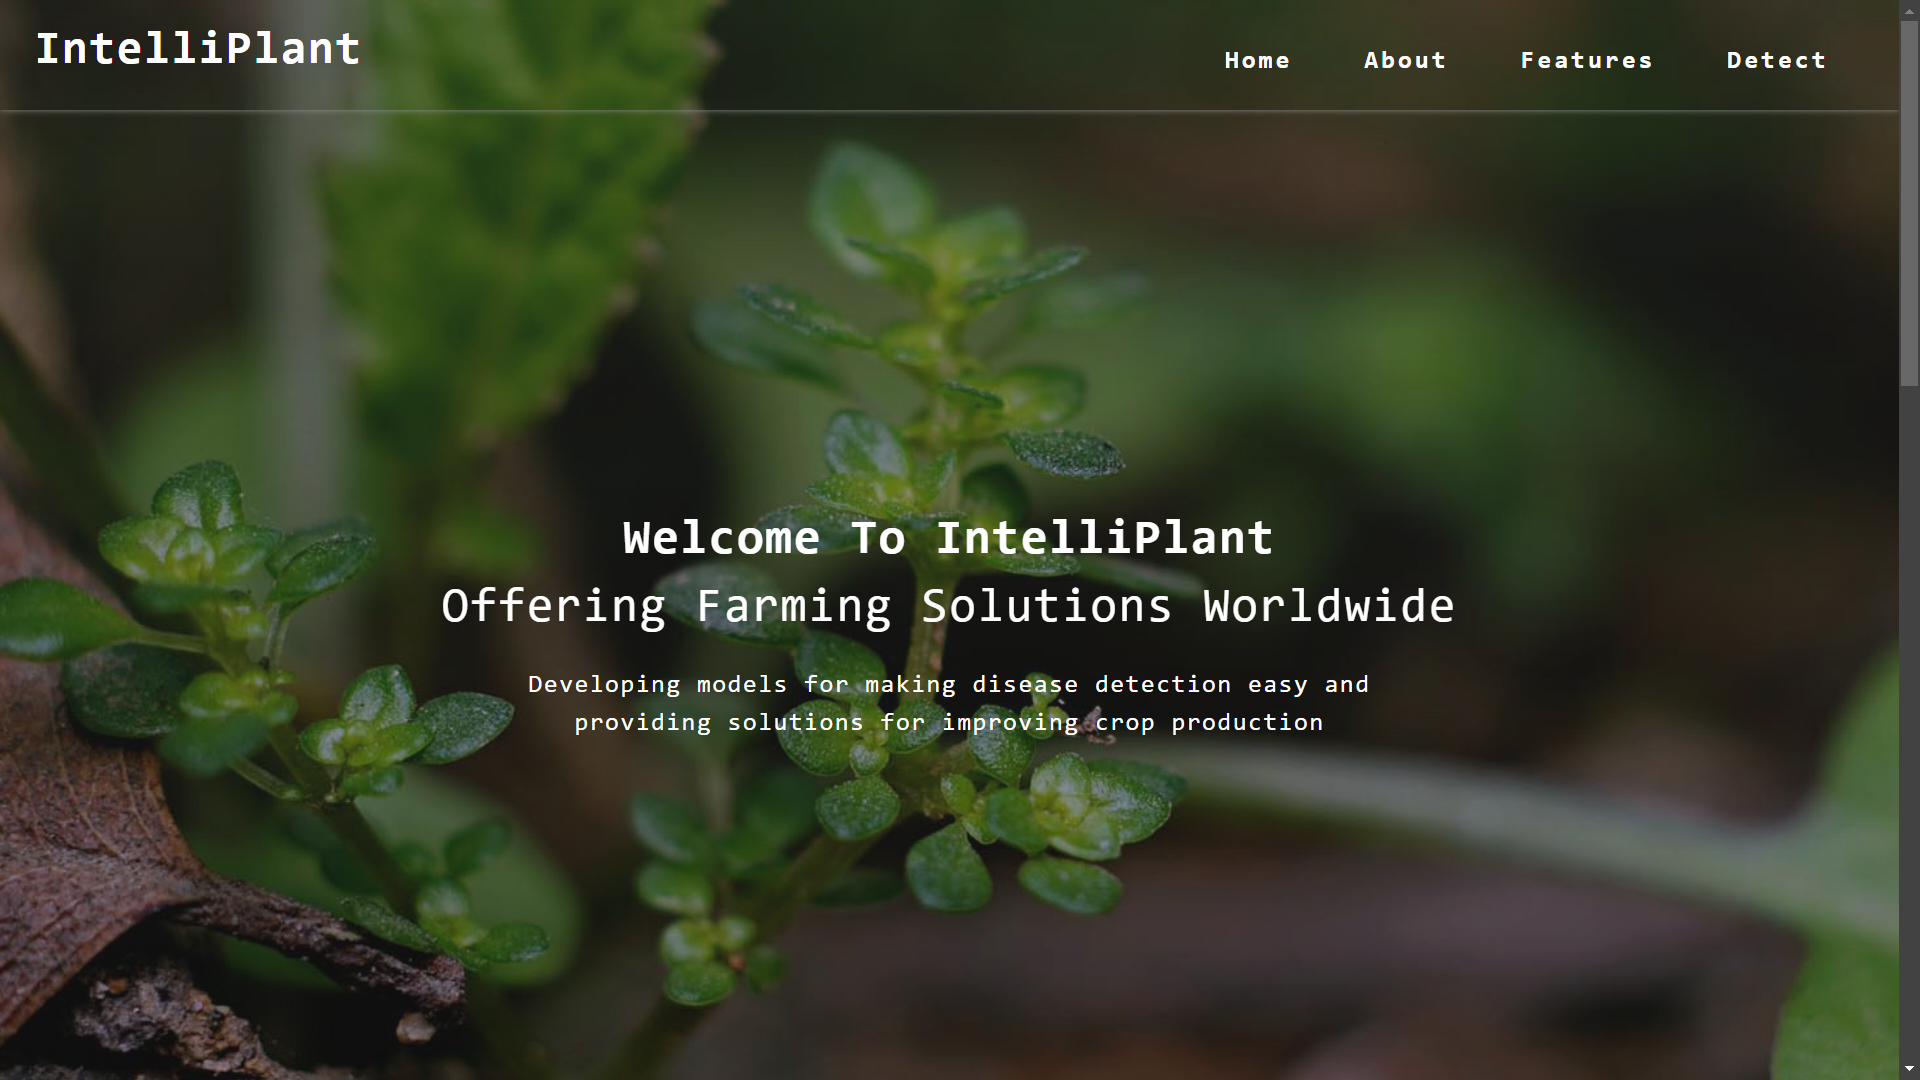 IntelliPlant
Home About Features Detect
Welcome To IntelliPlant
Offering Farming Solutions Worldwide
Developing models for making disease detection easy and
providing solutions for improving crop production